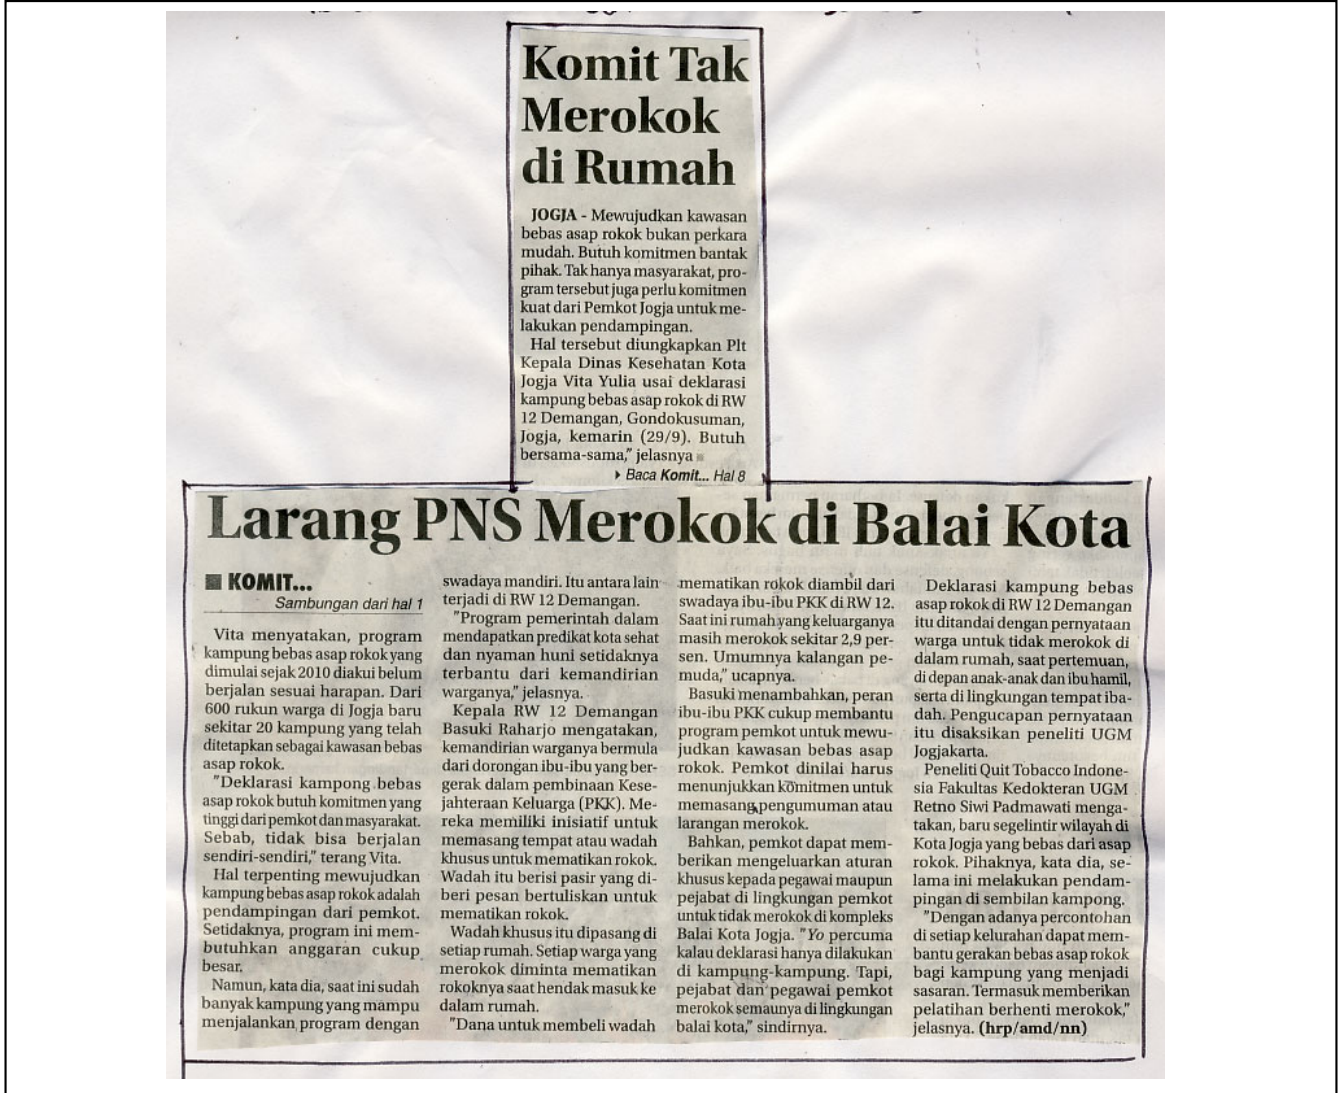 Komit Tak
Merokok
di Rumah
JOGJA - Mewujudkan kawasan
bebas asap rokok bukan perkara
mudah. Butuh komitmen bantak
pihak. Tak hanya masyarakat, pro-
gram tersebut juga perlu komitmen
kuat dari Pemkot Jogja untuk me-
lakukan pendampingan.
Hal tersebut diungkapkan Plt
Kepala Dinas Kesehatan Kota
Jogja Vita Yulia usai deklarasi
kampung bebas asap rokok di RW
12 Demangan, Gondokusuman,
Jogja, kemarin (29/9). Butuh
bersama-sama," jelasnya
Baca Komit... Hal 8
Larang PNS Merokok di Balai Kota
KOMIT...
Sambungan dari hal 1
Vita menyatakan, program
kampung bebas asap rokok yang
dimulai sejak 2010 diakui belum
berjalan sesuai harapan. Dari
600 rukun warga di Jogja baru
sekitar 20 kampung yang telah
ditetapkan sebagai kawasan bebas
asap rokok.
"Deklarasi kampong bebas
asap rokok butuh komitmen yang
tinggi dari pemkot dan masyarakat.
Sebab, tidak bisa berjalan
sendiri-sendiri," terang Vita.
Hal terpenting mewujudkan
kampung bebas asap rokok adalah
pendampingan dari pemkot.
Setidaknya, program ini mem-
butuhkan anggaran cukup
besar.
Namun, kata dia, saat ini sudah
banyak kampung yang mampu
menjalankan program dengan
swadaya mandiri. Itu antara lain
terjadi di RW 12 Demangan.
"Program pemerintah dalam
mendapatkan predikat kota sehat
dan nyaman huni setidaknya
terbantu dari kemandirian
warganya," jelasnya.
Kepala RW 12 Demangan
Basuki Raharjo mengatakan,
kemandirian warganya bermula
dari dorongan ibu-ibu yang ber-
gerak dalam pembinaan Kese-
jahteraan Keluarga (PKK). Me-
reka memiliki inisiatif untuk
memasang tempat atau wadah
khusus untuk mematikan rokok.
Wadah itu berisi pasir yang di-
beri pesan bertuliskan untuk
mematikan rokok.
Wadah khusus itu dipasang di
setiap rumah. Setiap warga yang
merokok diminta mematikan
rokoknya saat hendak masuk ke
dalam rumah.
"Dana untuk membeli wadah
mematikan rokok diambil dari
swadaya ibu-ibu PKK di RW 12.
Saat ini rumah yang keluarganya
masih merokok sekitar 2,9 per-
sen. Umumnya kalangan pe-
muda," ucapnya.
Basuki menambahkan, peran
ibu-ibu PKK cukup membantu
program pemkot untuk mewu-
judkan kawasan bebas asap
rokok. Pemkot dinilai harus
menunjukkan komitmen untuk
memasang pengumuman atau
larangan merokok.
Bahkan, pemkot dapat mem-
berikan mengeluarkan aturan
khusus kepada pegawai maupun
pejabat di lingkungan pemkot
untuk tidak merokok di kompleks
Balai Kota Jogja. "Yo percuma
kalau deklarasi hanya dilakukan
di kampung-kampung. Tapi,
pejabat dan pegawai pemkot
merokok semaunya di lingkungan
balai kota," sindirnya.
Deklarasi kampung bebas
asap rokok di RW 12 Demangan
itu ditandai dengan pernyataan
warga untuk tidak merokok di
dalam rumah, saat pertemuan,
di depan anak-anak dan ibu hamil,
serta di lingkungan tempat iba-
dah. Pengucapan pernyataan
itu disaksikan peneliti UGM
Jogjakarta.
Peneliti Quit Tobacco Indone-
sia Fakultas Kedokteran UGM
Retno Siwi Padmawati menga-
takan, baru segelintir wilayah di
Kota Jogja yang bebas dari asap
rokok. Pihaknya, kata dia, se-
lama ini melakukan pendam-
pingan di sembilan kampong.
"Dengan adanya percontohan
di setiap kelurahan dapat mem-
bantu gerakan bebas asap rokok
bagi kampung yang menjadi
sasaran. Termasuk memberikan
pelatihan berhenti merokok,"
jelasnya. (hrp/amd/nn)